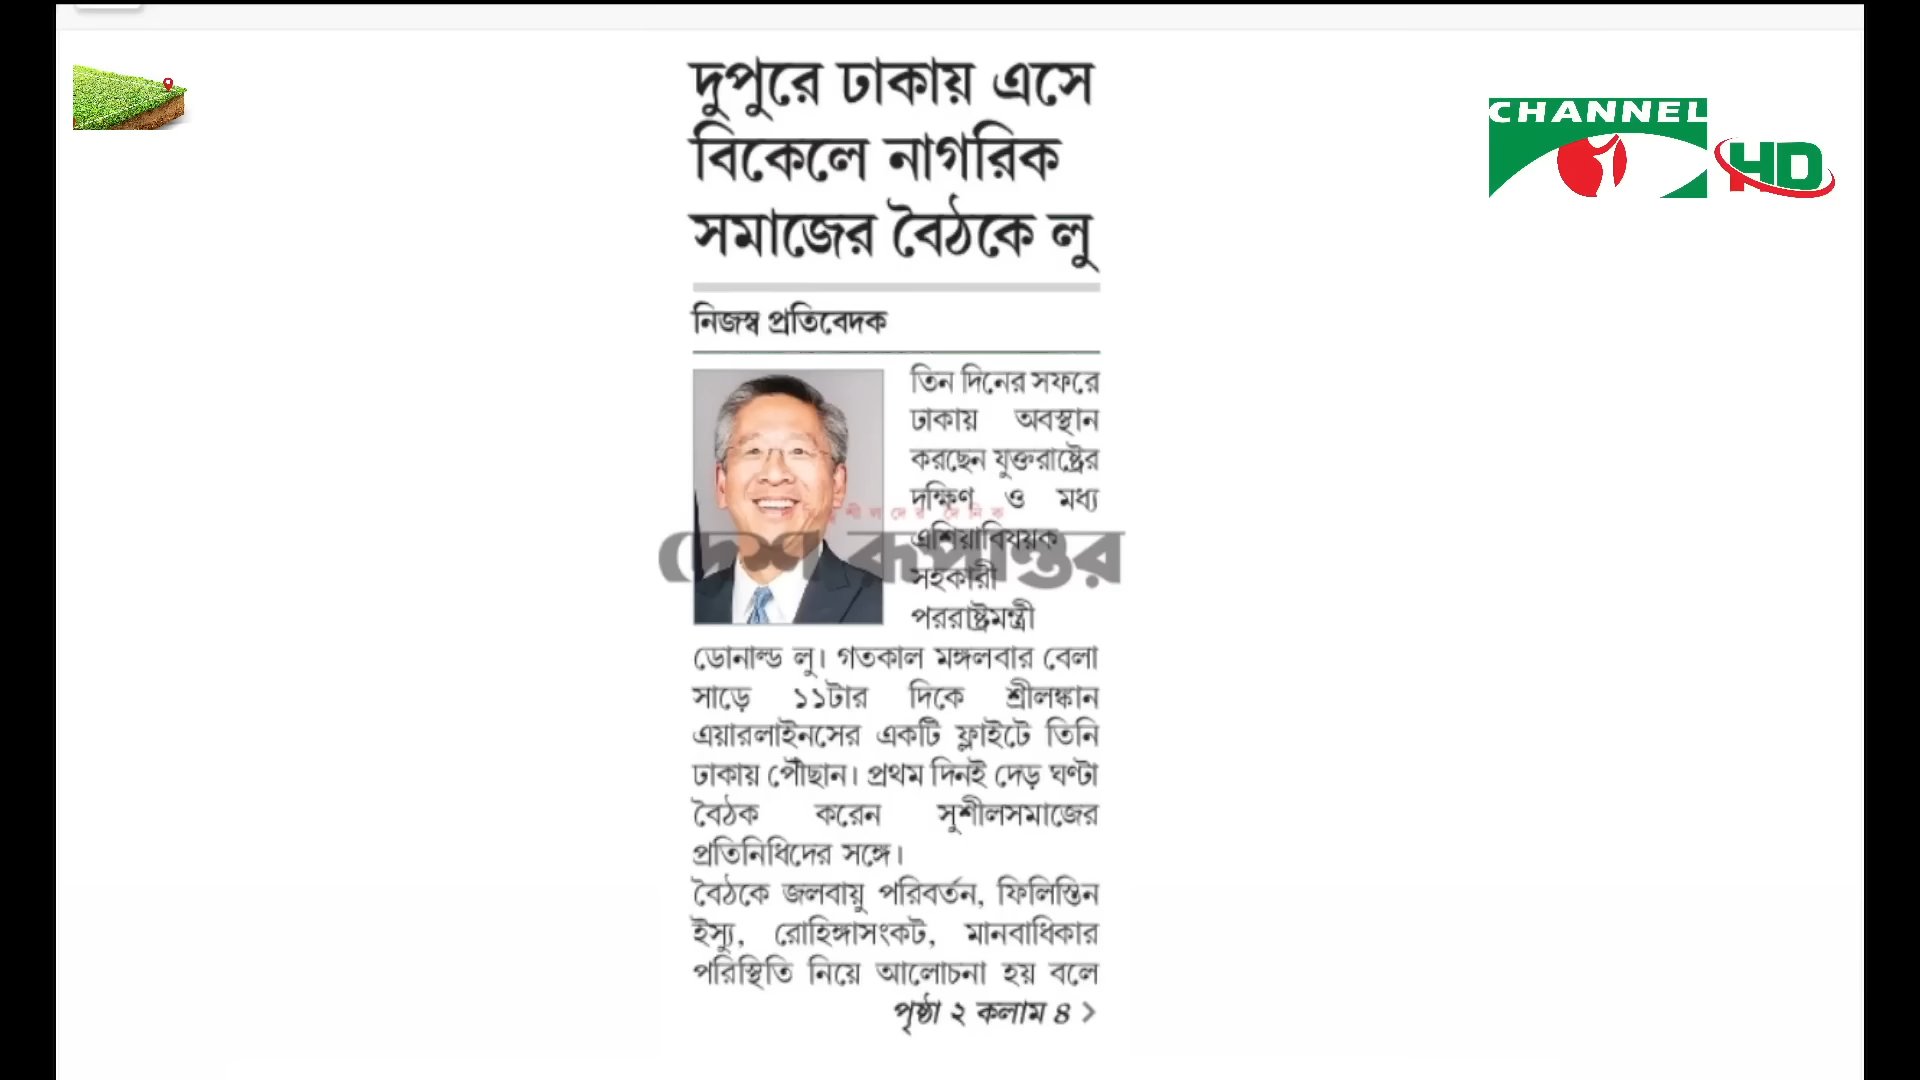 CHANNEL
HD
দুপুরে ঢাকায় এসে
বিকেলে নাগরিক
সমাজের বৈঠকে লু
নিজস্ব প্রতিবেদক
তিন দিনের সফরে
ঢাকায় অবস্থান
করছেন যুক্তরাষ্ট্রের
দক্ষিণ ও মধ্য
এশিয়াবিষয়ক
সহকারী
পররাষ্ট্রমন্ত্রী
দেশ রূপান্তর
ডোনাল্ড লু। গতকাল মঙ্গলবার বেলা
সাড়ে ১১টার দিকে শ্রীলঙ্কান
এয়ারলাইনসের একটি ফ্লাইটে তিনি
ঢাকায় পৌঁছান। প্রথম দিনই দেড় ঘণ্টা
বৈঠক করেন সুশীলসমাজের
প্রতিনিধিদের সঙ্গে।
বৈঠকে জলবায়ু পরিবর্তন, ফিলিস্তিন
ইস্যু, রোহিঙ্গাসংকট, মানবাধিকার
পরিস্থিতি নিয়ে আলোচনা হয় বলে
পৃষ্ঠা ২ কলাম ৪ >